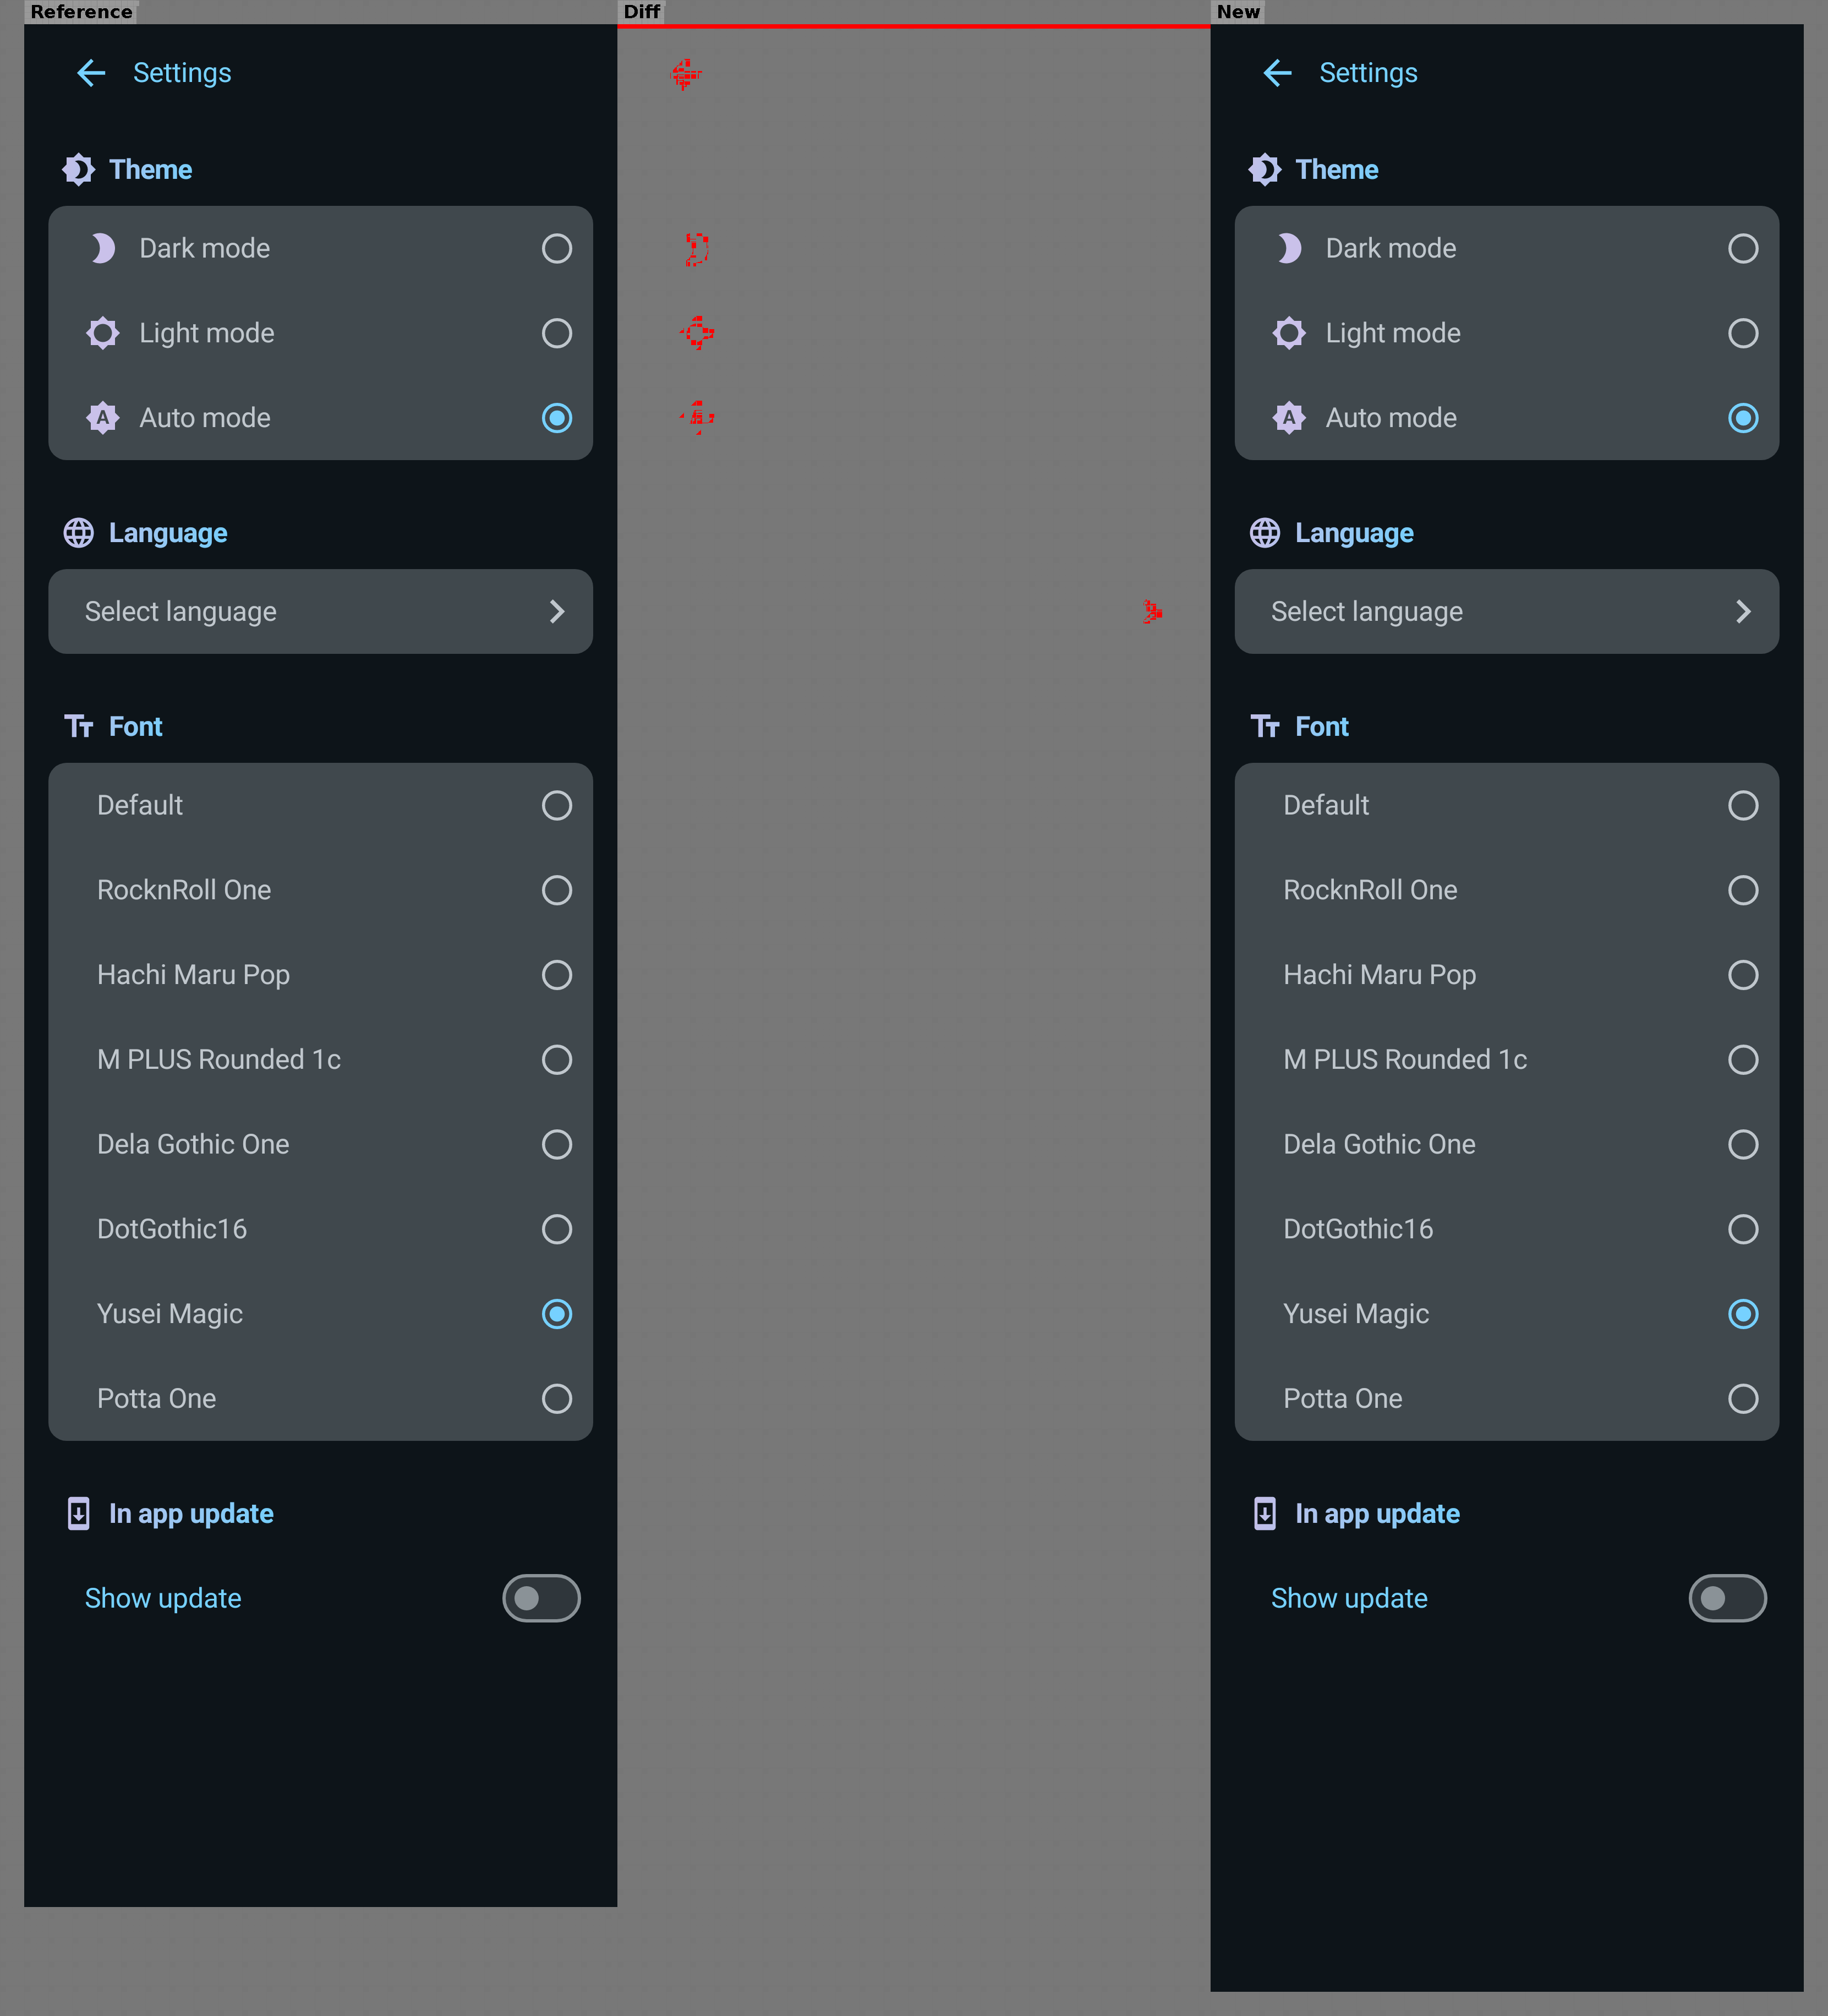 Reference
Diff
New
Settings
Theme
Dark mode
Light mode
A Auto mode
Language
Select language
Tт Font
Default
RocknRoll One
Hachi Maru Pop
M PLUS Rounded 1c
Dela Gothic One
DotGothic16
Yusei Magic
Potta One
In app update
Show update
Settings
Theme
Dark mode
Light mode
A Auto mode
Language
Select language
Tт Font
Default
RocknRoll One
Hachi Maru Pop
M PLUS Rounded 1c
Dela Gothic One
DotGothic16
Yusei Magic
Potta One
In app update
Show update